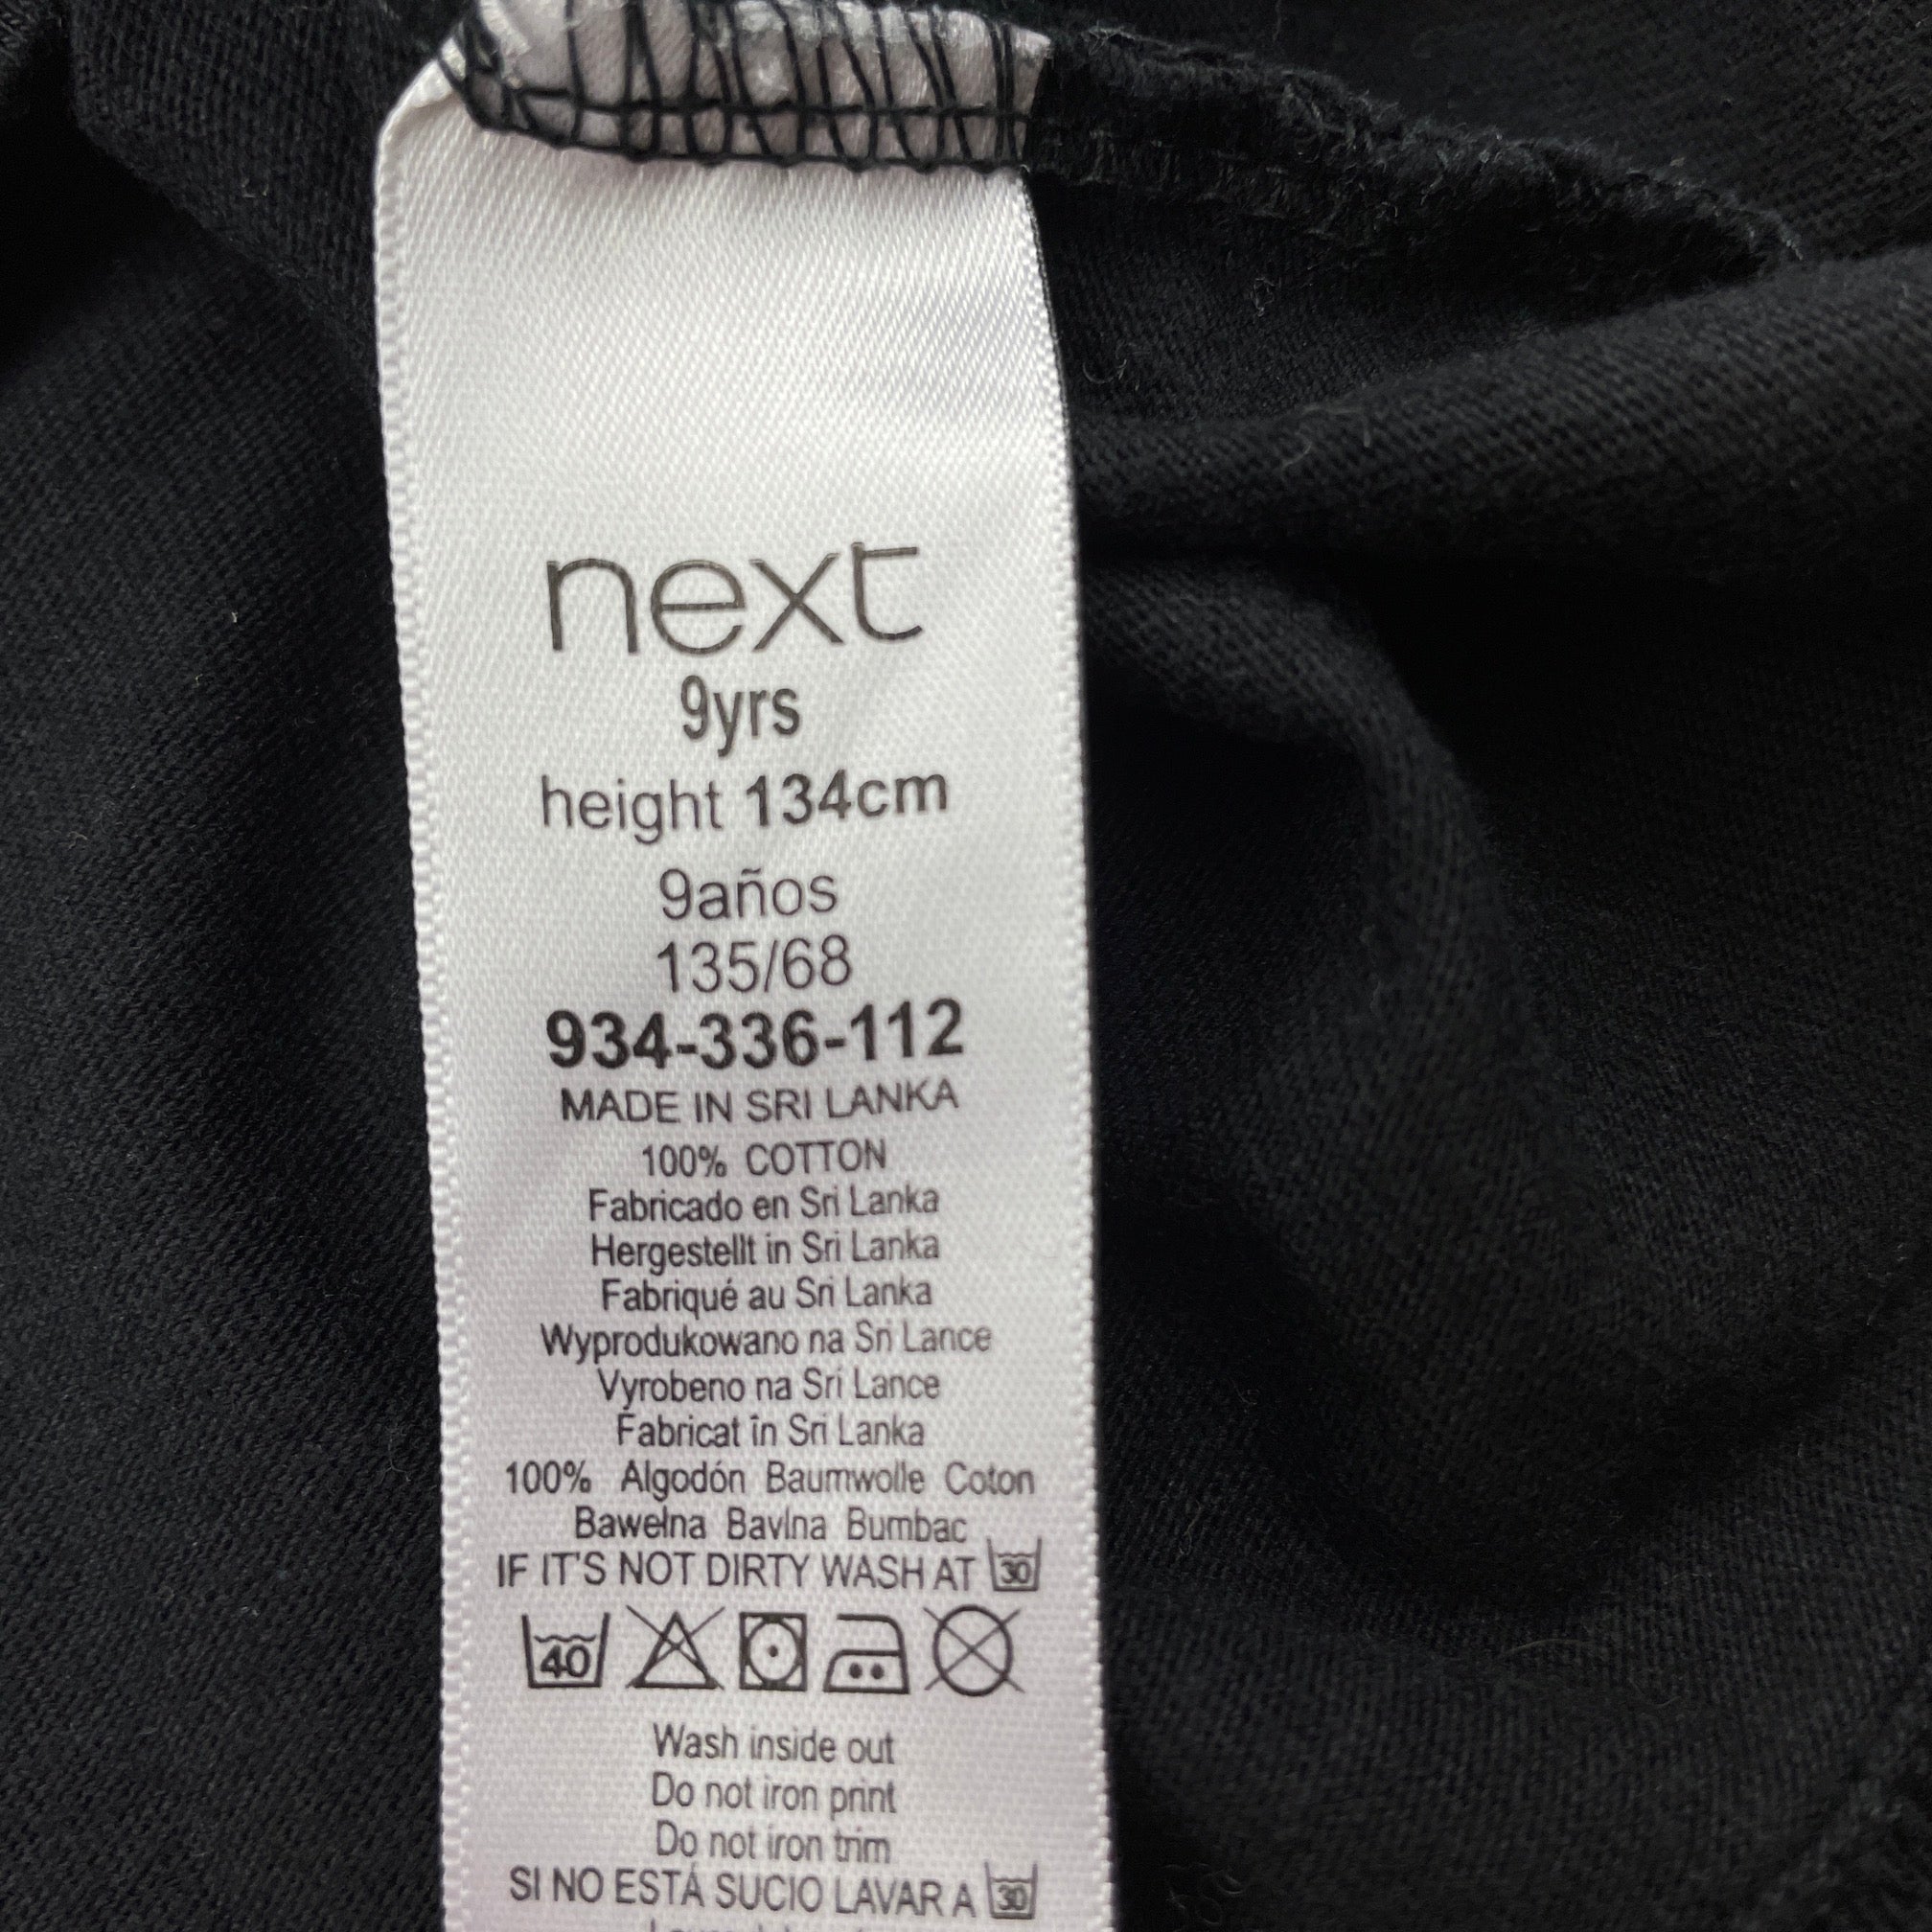 next
9yrs
height 134cm
9años
135/68
934-336-112
MADE IN SRI LANKA
100% COTTON
Fabricado en Sri Lanka
Hergestellt in Sri Lanka
Fabriqué au Sri Lanka
Wyprodukowano na Sri Lance
Vyrobeno na Srí Lance
Fabricat în Sri Lanka
100% Algodón Baumwolle Coton
Bawełna Bavlna Bumbac
IF IT'S NOT DIRTY WASH AT 30
40
Wash inside out
Do not iron print
Do not iron trim
SI NO ESTÁ SUCIO LAVAR A 30